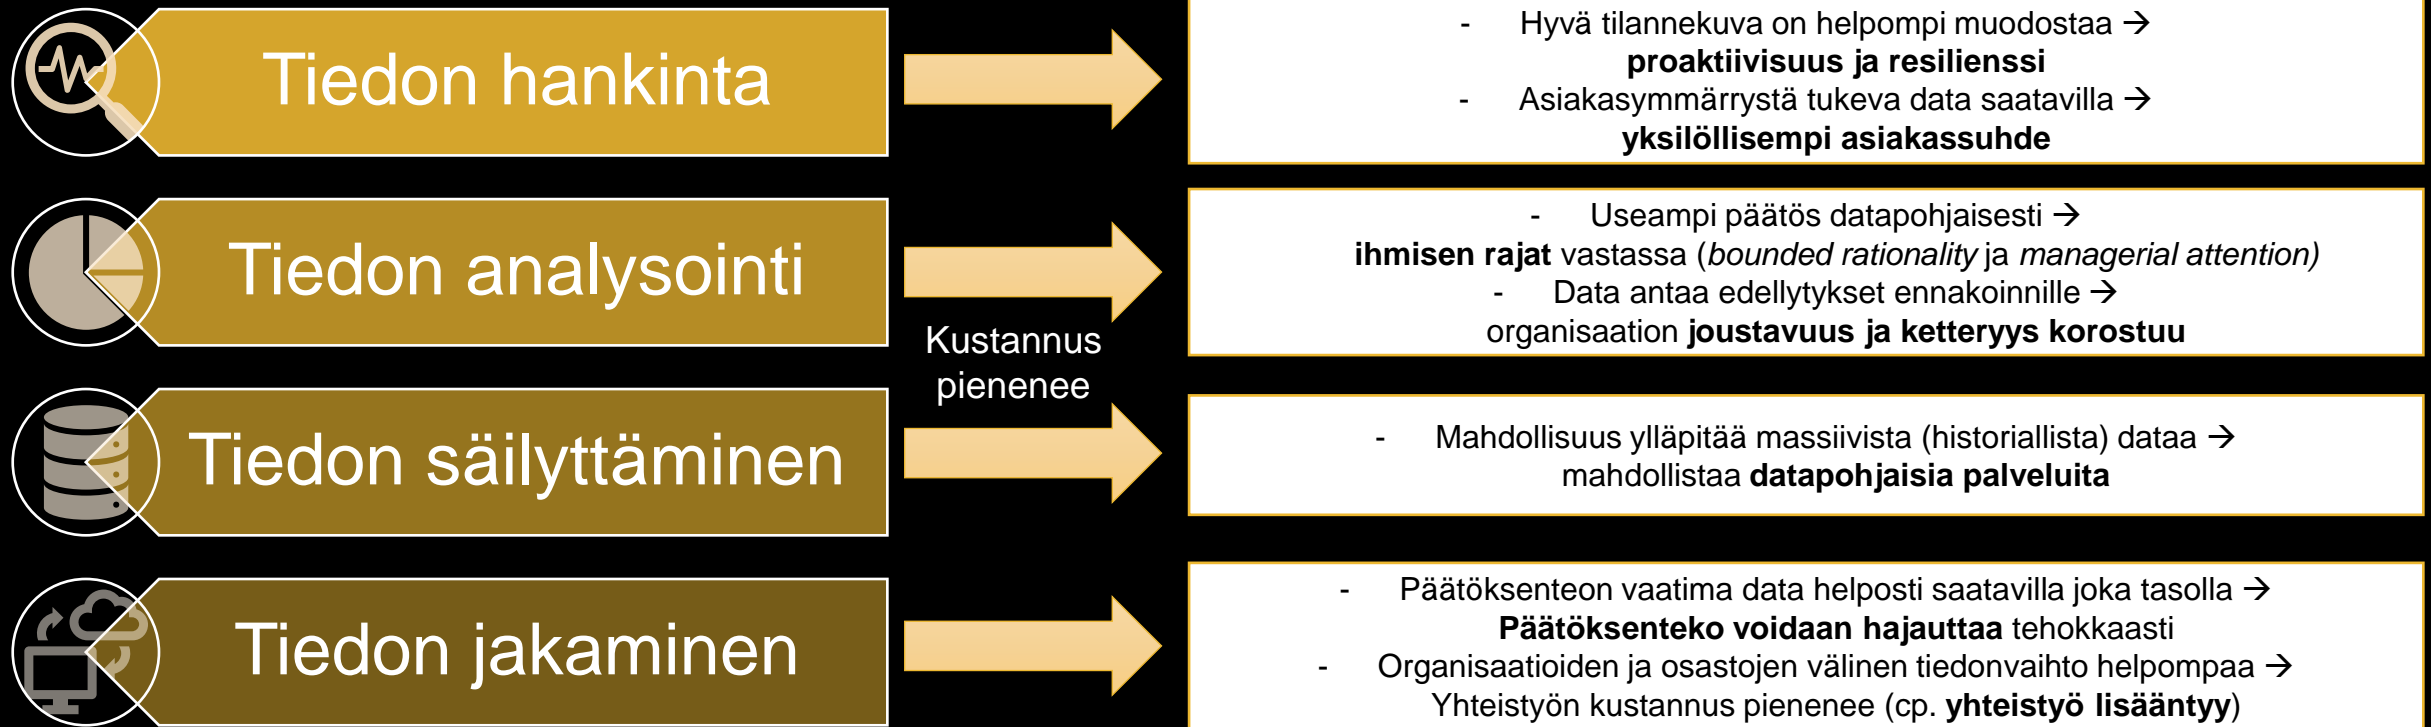 Tiedon hankinta
- Hyvä tilannekuva on helpompi muodostaa →
proaktiivisuus ja resilienssi
- Asiakasymmärrystä tukeva data saatavilla →
yksilöllisempi asiakassuhde
Tiedon analysointi
- Useampi päätös datapohjaisesti →
ihmisen rajat vastassa (bounded rationality ja managerial attention)
- Data antaa edellytykset ennakoinnille →
organisaation joustavuus ja ketteryys korostuu
Kustannus
pienenee
Tiedon säilyttäminen
- Mahdollisuus ylläpitää massiivista (historiallista) dataa →
mahdollistaa datapohjaisia palveluita
Tiedon jakaminen
- Päätöksenteon vaatima data helposti saatavilla joka tasolla →
Päätöksenteko voidaan hajauttaa tehokkaasti
- Organisaatioiden ja osastojen välinen tiedonvaihto helpompaa →
Yhteistyön kustannus pienenee (cp. yhteistyö lisääntyy)